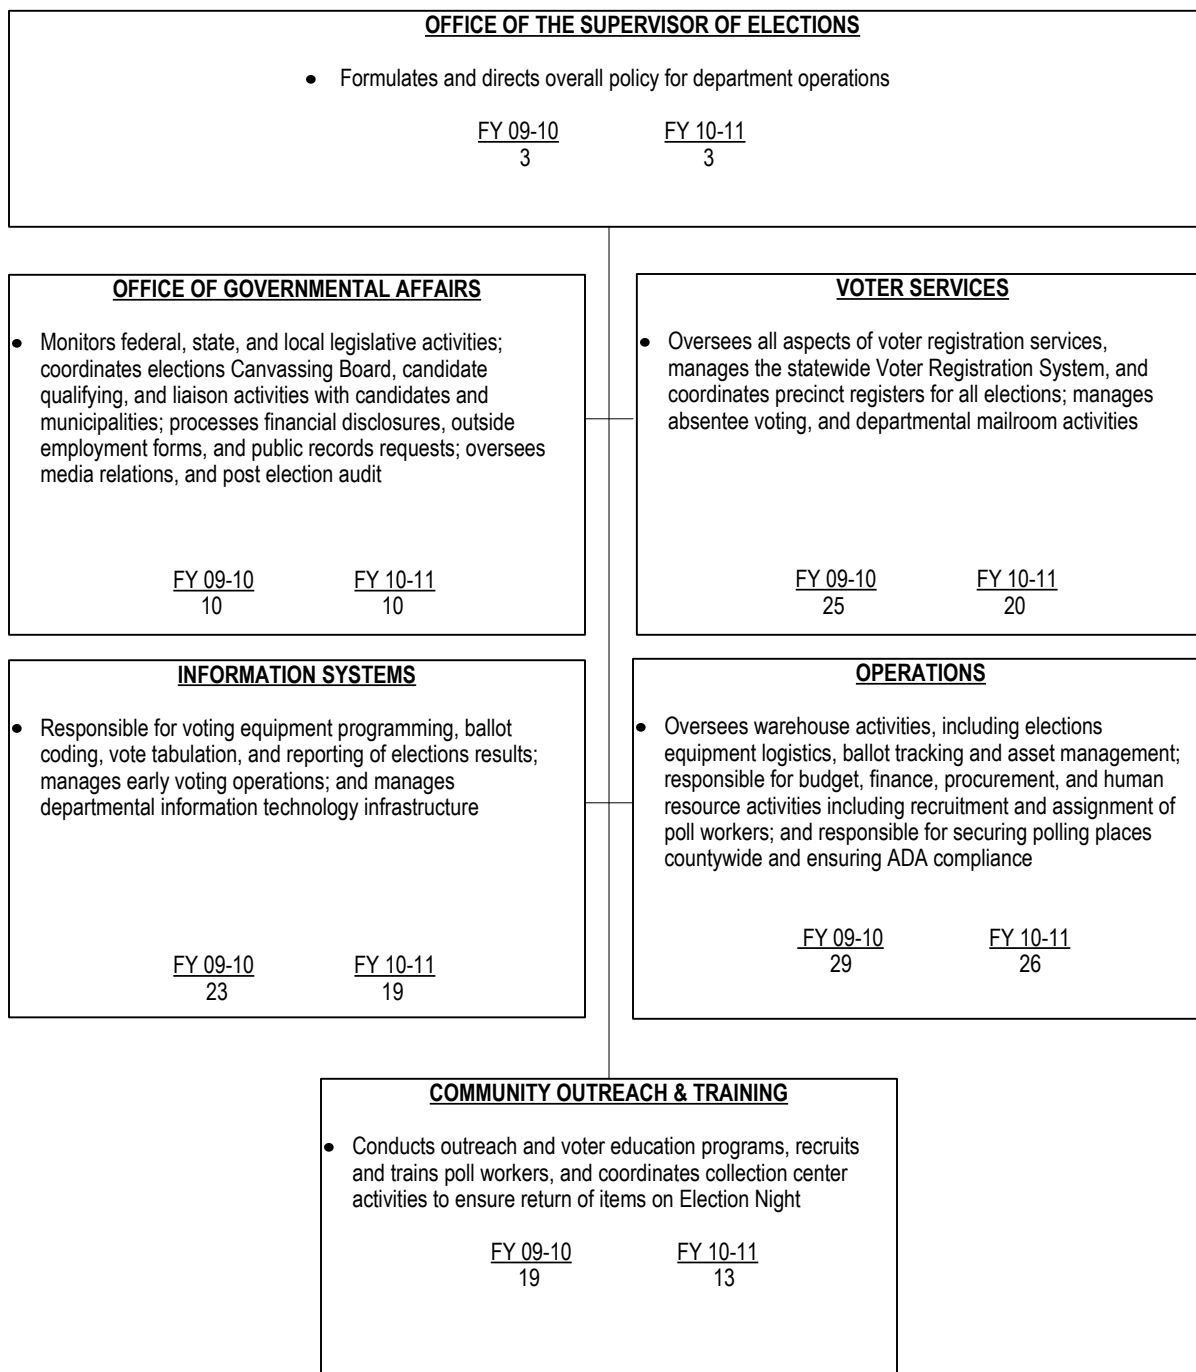 OFFICE OF THE SUPERVISOR OF ELECTIONS
● Formulates and directs overall policy for department operations
FY 09-10 FY 10-11
3 3
OFFICE OF GOVERNMENTAL AFFAIRS
● Monitors federal, state, and local legislative activities;
coordinates elections Canvassing Board, candidate
qualifying, and liaison activities with candidates and
municipalities; processes financial disclosures, outside
employment forms, and public records requests; oversees
media relations, and post election audit
FY 09-10 FY 10-11
10 10
VOTER SERVICES
● Oversees all aspects of voter registration services,
manages the statewide Voter Registration System, and
coordinates precinct registers for all elections; manages
absentee voting, and departmental mailroom activities
FY 09-10 FY 10-11
25 20
INFORMATION SYSTEMS
● Responsible for voting equipment programming, ballot
coding, vote tabulation, and reporting of elections results;
manages early voting operations; and manages
departmental information technology infrastructure
FY 09-10 FY 10-11
23 19
OPERATIONS
● Oversees warehouse activities, including elections
equipment logistics, ballot tracking and asset management;
responsible for budget, finance, procurement, and human
resource activities including recruitment and assignment of
poll workers; and responsible for securing polling places
countywide and ensuring ADA compliance
FY 09-10 FY 10-11
29 26
COMMUNITY OUTREACH & TRAINING
● Conducts outreach and voter education programs, recruits
and trains poll workers, and coordinates collection center
activities to ensure return of items on Election Night
FY 09-10 FY 10-11
19 13